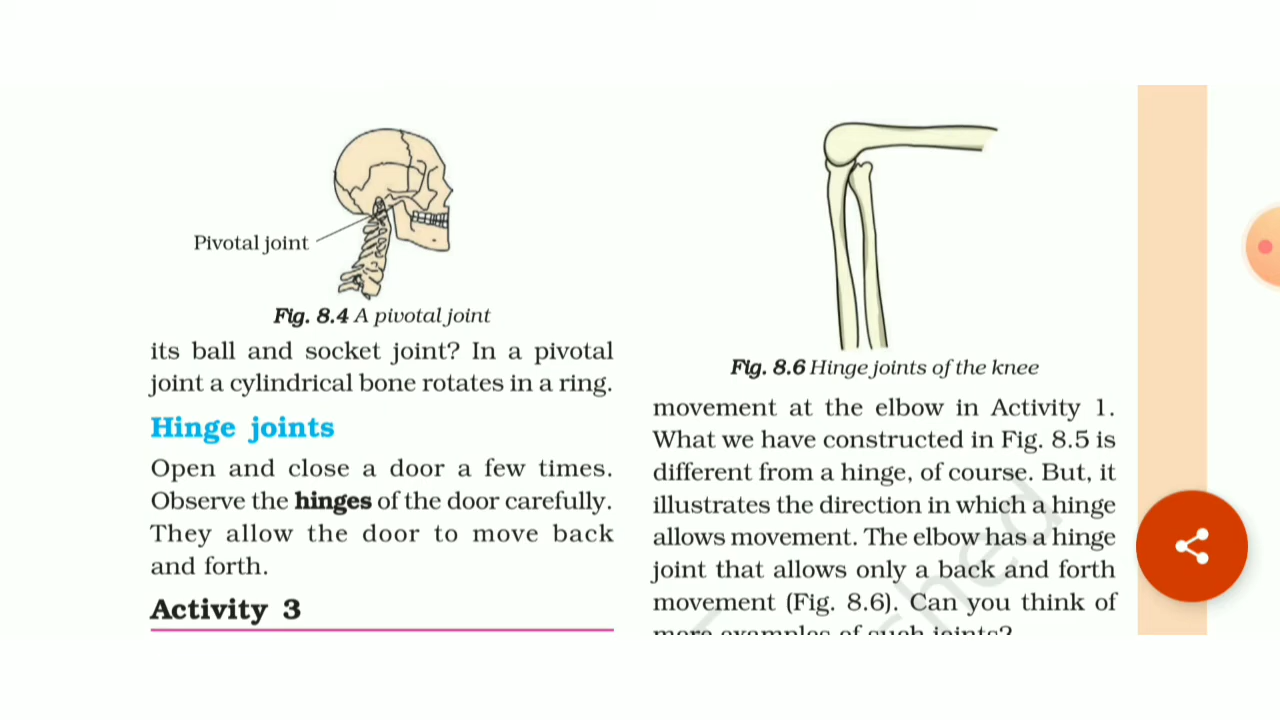 Pivotal joint
Fig. 8.4 A pivotal joint
its ball and socket joint? In a pivotal
joint a cylindrical bone rotates in a ring.
Hinge joints
Open and close a door a few times.
Observe the hinges of the door carefully.
They allow the door to move back
and forth.
Activity 3
Fig. 8.6 Hinge joints of the knee
movement at the elbow in Activity 1.
What we have constructed in Fig. 8.5 is
different from a hinge, of course. But, it
illustrates the direction in which a hinge
allows movement. The elbow has a hinge
joint that allows only a back and forth
movement (Fig. 8.6). Can you think of
more examples of such joints?